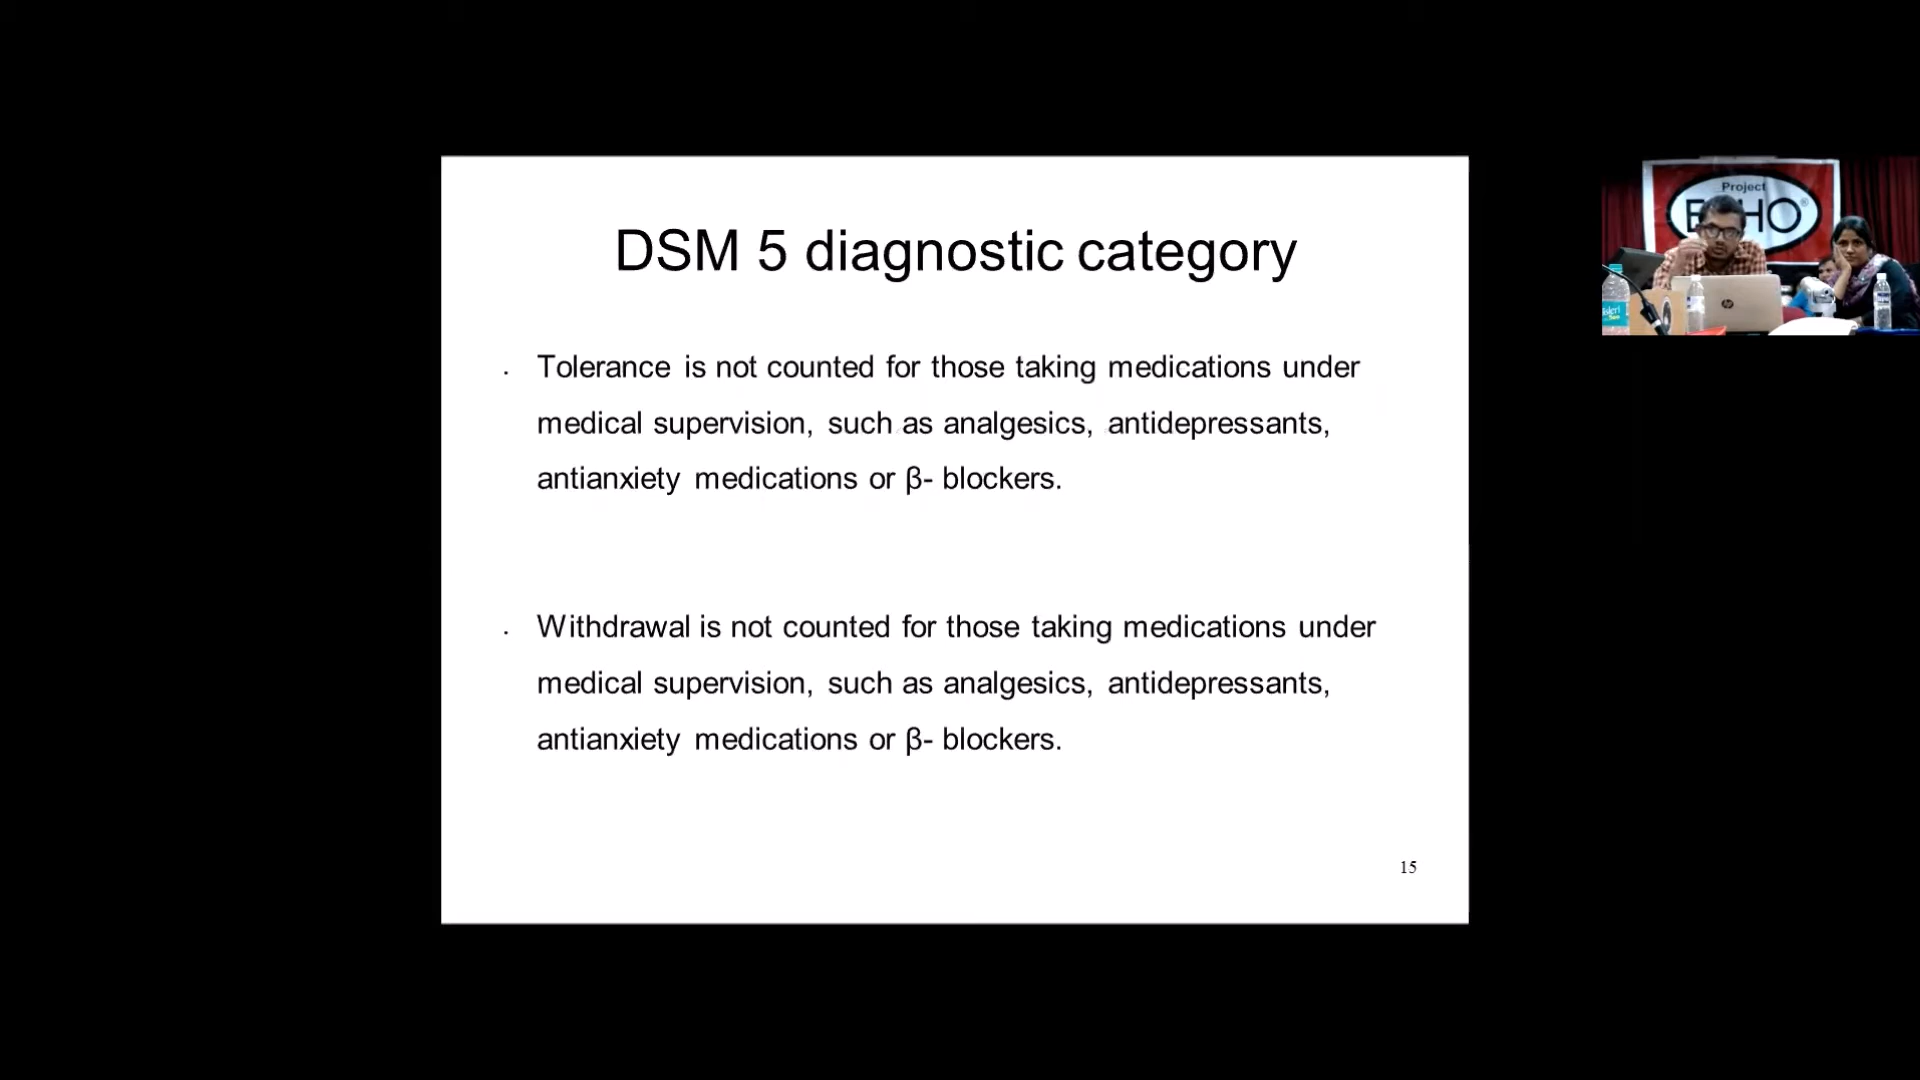 DSM 5 diagnostic category
. Tolerance is not counted for those taking medications under
medical supervision, such as analgesics, antidepressants,
antianxiety medications or β- blockers.
. Withdrawal is not counted for those taking medications under
medical supervision, such as analgesics, antidepressants,
antianxiety medications or β- blockers.
15
Project
ECHO®
hp